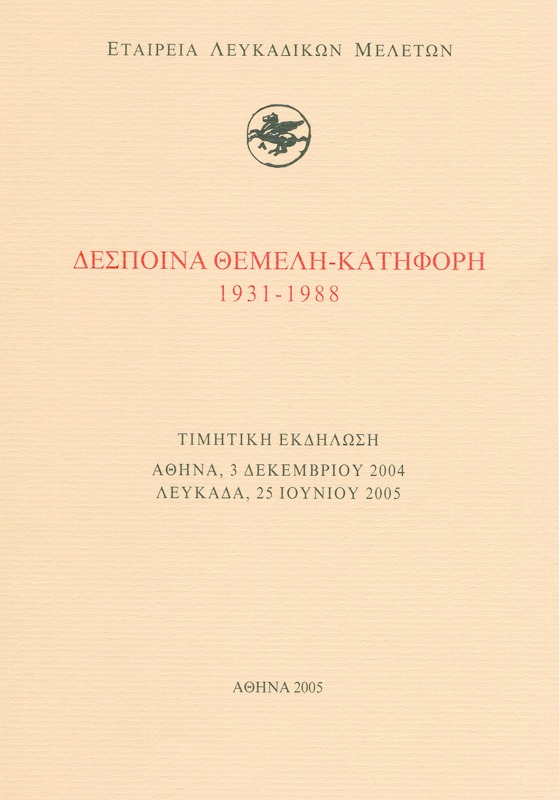 ΕΤΑΙΡΕΙΑ ΛΕΥΚΑΔΙΚΩΝ ΜΕΛΕΤΩΝ
ΔΕΣΠΟΙΝΑ ΘΕΜΕΛΗ-ΚΑΤΗΦΟΡΗ
1931-1988
ΤΙΜΗΤΙΚΗ ΕΚΔΗΛΩΣΗ
ΑΘΗΝΑ, 3 ΔΕΚΕΜΒΡΙΟΥ 2004
ΛΕΥΚΑΔΑ, 25 ΙΟΥΝΙΟΥ 2005
ΑΘΗΝΑ 2005